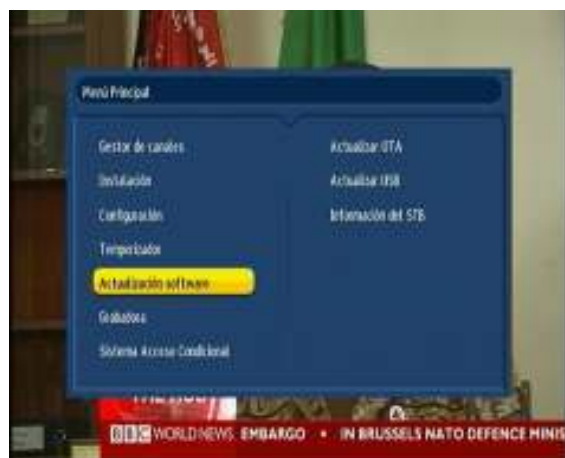 Menú Principal
Gestor de canales
Instalación
Configuración
Temporizador
Actualización software
Grabadora
Sistema Acceso Condicional
Actualizar OTA
Actualizar USB
Información del STB
BBC WORLD NEWS EMBARGO • IN BRUSSELS NATO DEFENCE MINIS